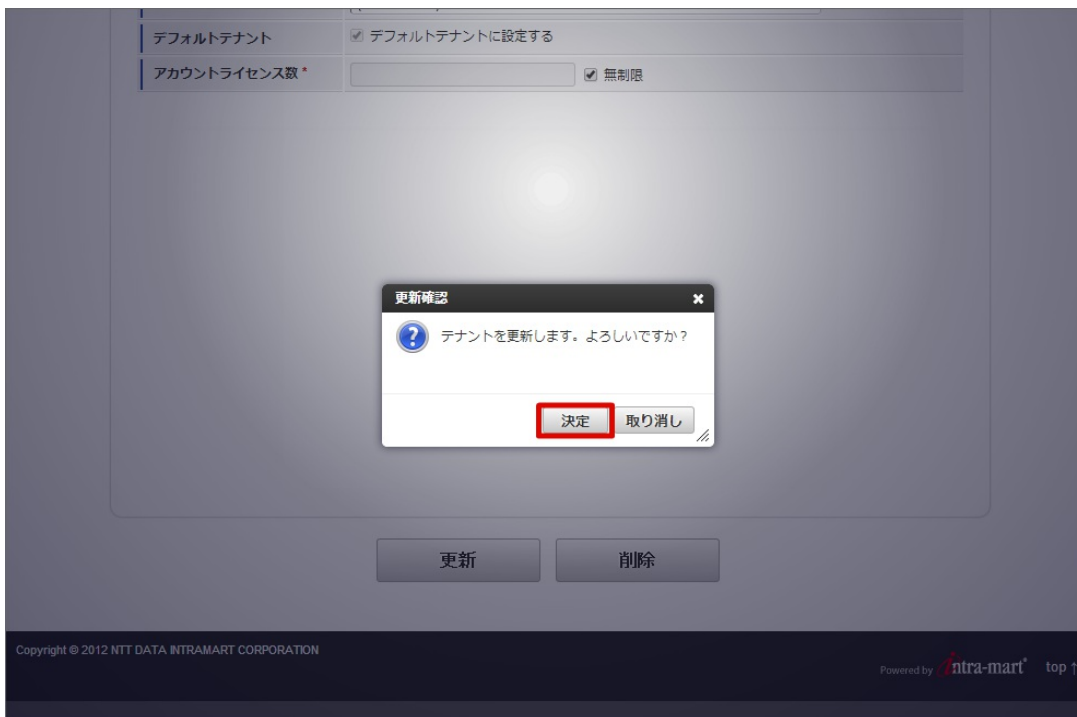 デフォルトテナント
デフォルトテナントに設定する
アカウントライセンス数 *
無制限
更新確認
テナントを更新します。よろしいですか？
決定
取り消し
更新
削除
Copyright © 2012 NTT DATA INTRAMART CORPORATION
Powered by intra-mart® top ↑